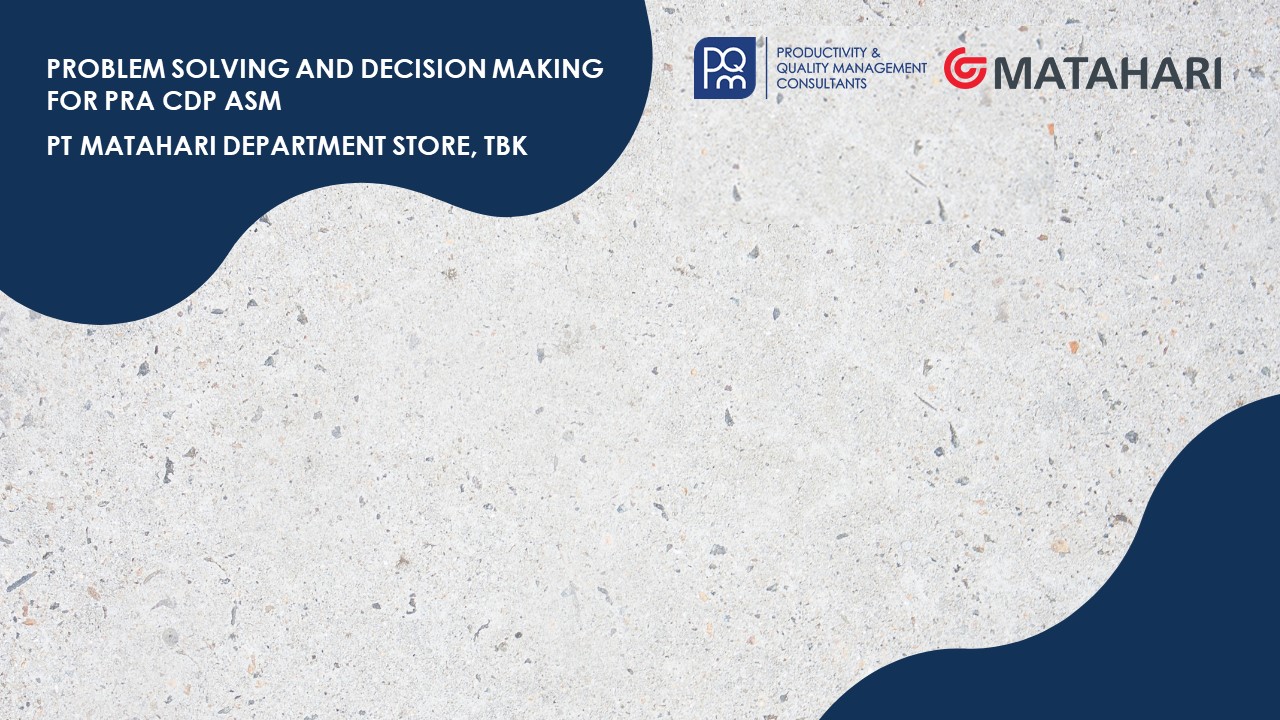 PROBLEM SOLVING AND DECISION MAKING
FOR PRA CDP ASM
PT MATAHARI DEPARTMENT STORE, TBK
PQm
PRODUCTIVITY &
QUALITY MANAGEMENT
CONSULTANTS
MATAHARI